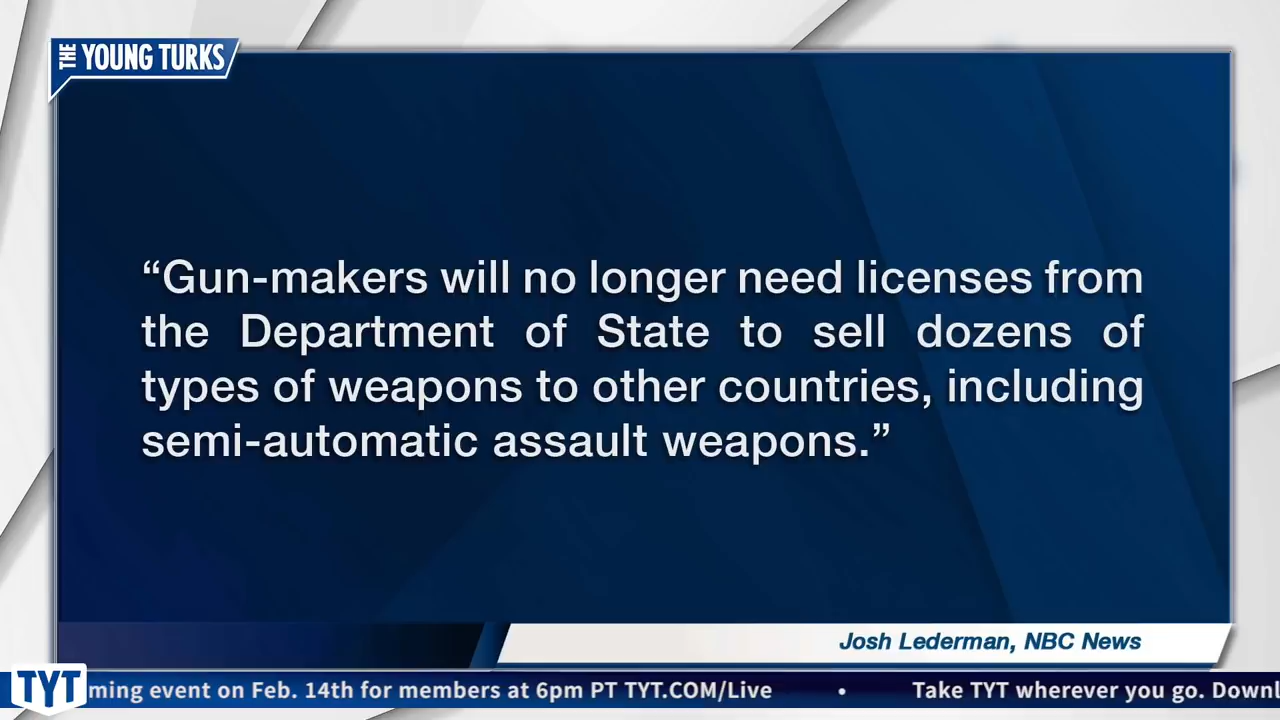 THE YOUNG TURKS
“Gun-makers will no longer need licenses from
the Department of State to sell dozens of
types of weapons to other countries, including
semi-automatic assault weapons.”
Josh Lederman, NBC News
TYT ming event on Feb. 14th for members at 6pm PT TYT.COM/Live • Take TYT wherever you go. Downl